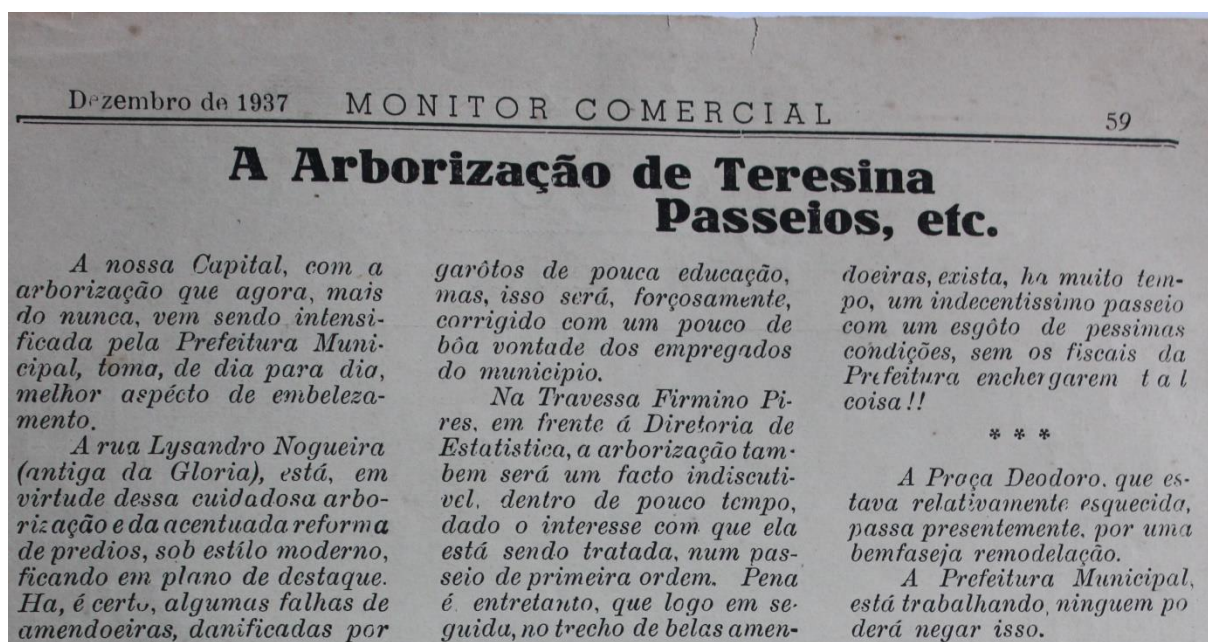 Dezembro de 1937 MONITOR COMERCIAL 59
A Arborização de Teresina
Passeios, etc.
A nossa Capital, com a
arborização que agora, mais
do nunca, vem sendo intensi-
ficada pela Prefeitura Muni-
cipal, toma, de dia para dia,
melhor aspécto de embeleza-
mento.
A rua Lysandro Nogueira
(antiga da Gloria), está, em
virtude dessa cuidadosa arbo-
rização e da acentuada reforma
de predios, sob estílo moderno,
ficando em plano de destaque.
Ha, é certo, algumas falhas de
amendoeiras, danificadas por
garôtos de pouca educação,
mas, isso será, forçosamente,
corrigido com um pouco de
bôa vontade dos empregados
do municipio.
Na Travessa Firmino Pi-
res, em frente á Diretoria de
Estatistica, a arborização tam-
bem será um facto indiscuti-
vel, dentro de pouco tempo,
dado o interesse com que ela
está sendo tratada, num pas-
seio de primeira ordem. Pena
é, entretanto, que logo em se-
guida, no trecho de belas amen-
doeiras, exista, ha muito tem-
po, um indecentissimo passeio
com um esgôto de pessimas
condições, sem os fiscais da
Prefeitura enchergarem tal
coisa!!
* * *
A Praça Deodoro, que es-
tava relativamente esquecida,
passa presentemente, por uma
bemfaseja remodelação.
A Prefeitura Municipal,
está trabalhando, ninguem po
derá negar isso.